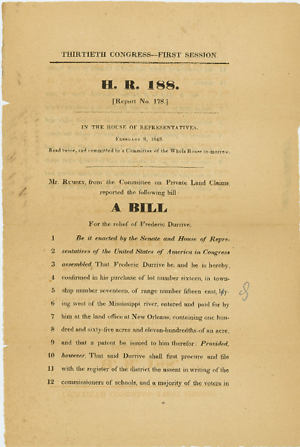 THIRTIETH CONGRESS—FIRST SESSION
H. R. 188.
[Report No. 178.]
IN THE HOUSE OF REPRESENTATIVES.
FEBRUARY 9, 1848.
Read twice, and committed to a Committee of the Whole House to-morrow.
Mr. RUMSEY, from the Committee on Private Land Claims
reported the following bill:
A BILL
For the relief of Frederic Durrive.
1 Be it enacted by the Senate and House of Repre-
2 sentatives of the United States of America in Congress
3 assembled, That Frederic Durrive be, and he is hereby,
4 confirmed in his purchase of lot number sixteen, in town-
5 ship number seventeen, of range number fifteen east, ly-
6 ing west of the Mississippi river, entered and paid for by
7 him at the land office at New Orleans, containing one hun-
8 dred and sixty-five acres and eleven-hundredths of an acre,
9 and that a patent be issued to him therefor: Provided,
10 however, That said Durrive shall first procure and file
11 with the register of the district the assent in writing of the
12 commissioners of schools, and a majority of the voters in